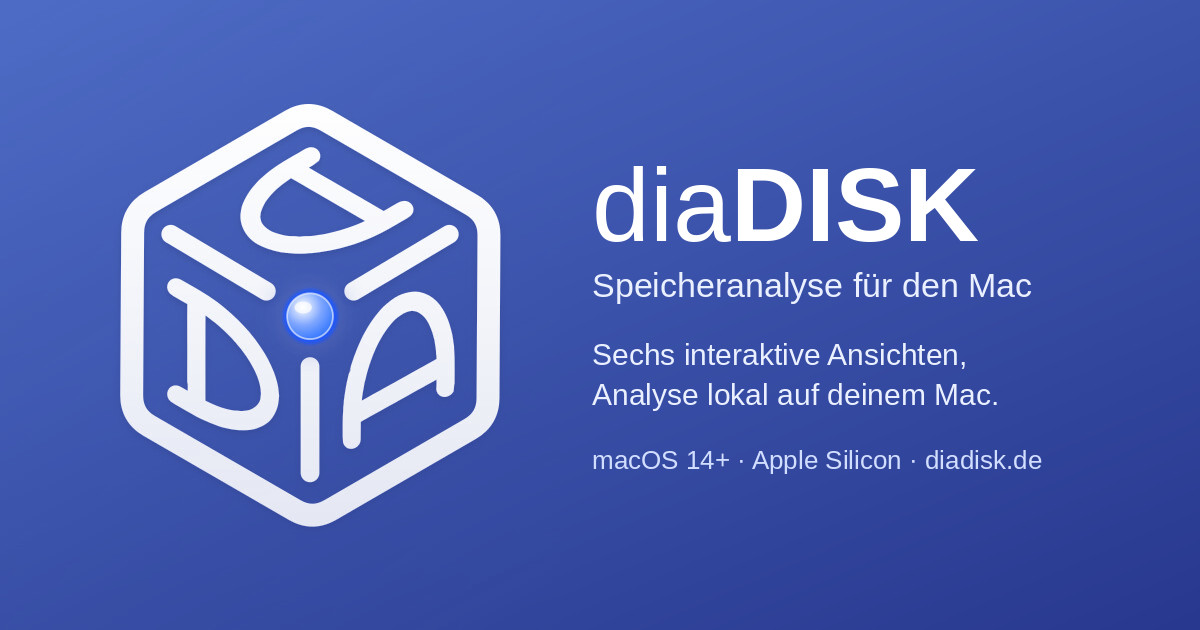 D
D I A
diaDISK
Speicheranalyse für den Mac
Sechs interaktive Ansichten,
Analyse lokal auf deinem Mac.
macOS 14+ · Apple Silicon · diadisk.de